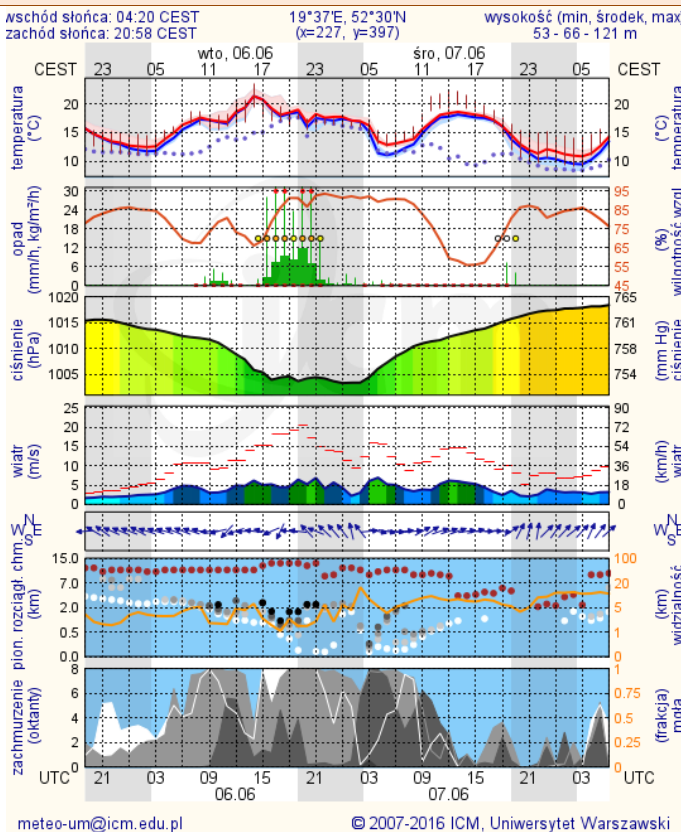 wschód słońca: 04:20 CEST 19°37'E, 52°30'N wysokość (min, środek, max)
zachód słońca: 20:58 CEST (x=227, y=397) 53 - 66 - 121 m
wto, 06.06 śro, 07.06
CEST 23 05 11 17 23 05 11 17 23 05 CEST
temperatura (°C) 20 15 10 20 15 10 (°C) temperatura
opad (mm/h, kg/m²/h) 30 24 18 12 6 0 95 85 75 65 55 45 (%) wilgotność wzgl.
ciśnienie (hPa) 1020 1015 1010 1005 765 761 758 754 (mm Hg) ciśnienie
wiatr (m/s) 25 20 15 10 5 0 90 72 54 36 18 0 (km/h) wiatr
W N E S W N E S
pion. rozciągł. chm. (km) 15.0 7.0 2.0 0.5 0.0 100 20 5 1 0 (km) widzialność
zachmurzenie (oktanty) 8 6 4 2 0 1 0.75 0.5 0.25 0 (frakcja) mgła
UTC 21 03 09 15 21 03 09 15 21 03 UTC
06.06 07.06
meteo-um@icm.edu.pl © 2007-2016 ICM, Uniwersytet Warszawski